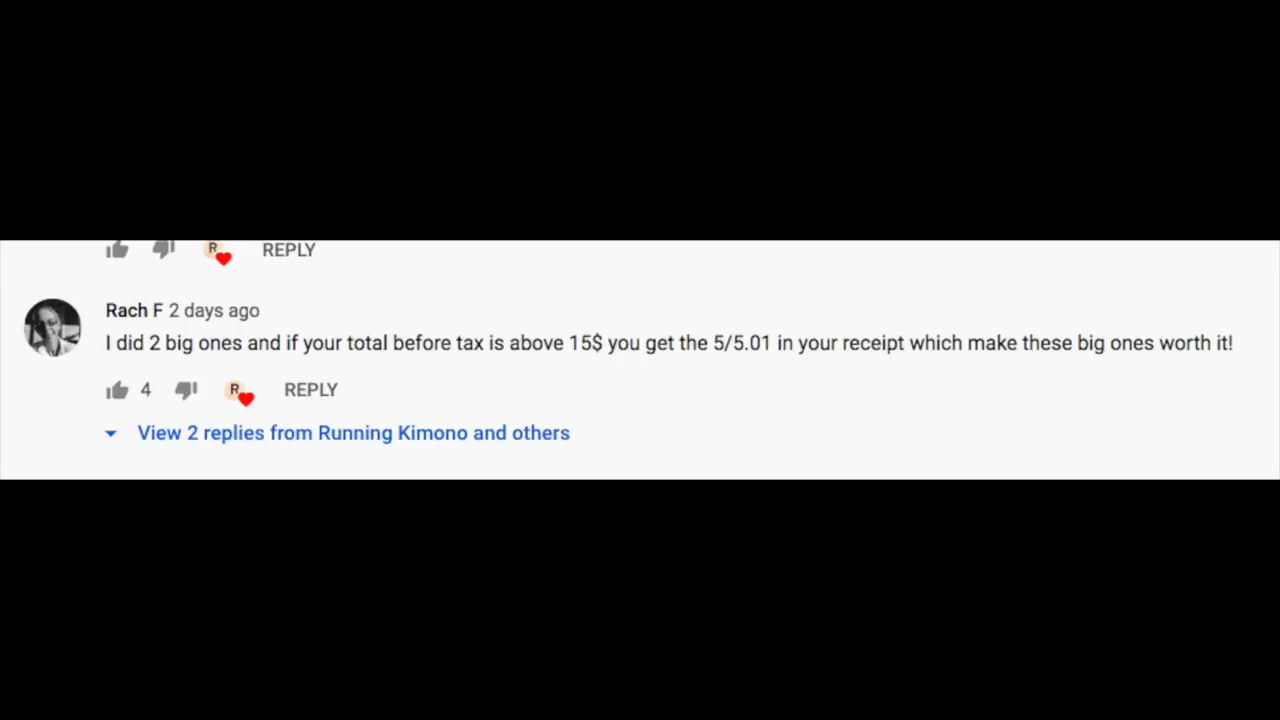 R REPLY
Rach F 2 days ago
I did 2 big ones and if your total before tax is above 15$ you get the 5/5.01 in your receipt which make these big ones worth it!
4 R REPLY
View 2 replies from Running Kimono and others